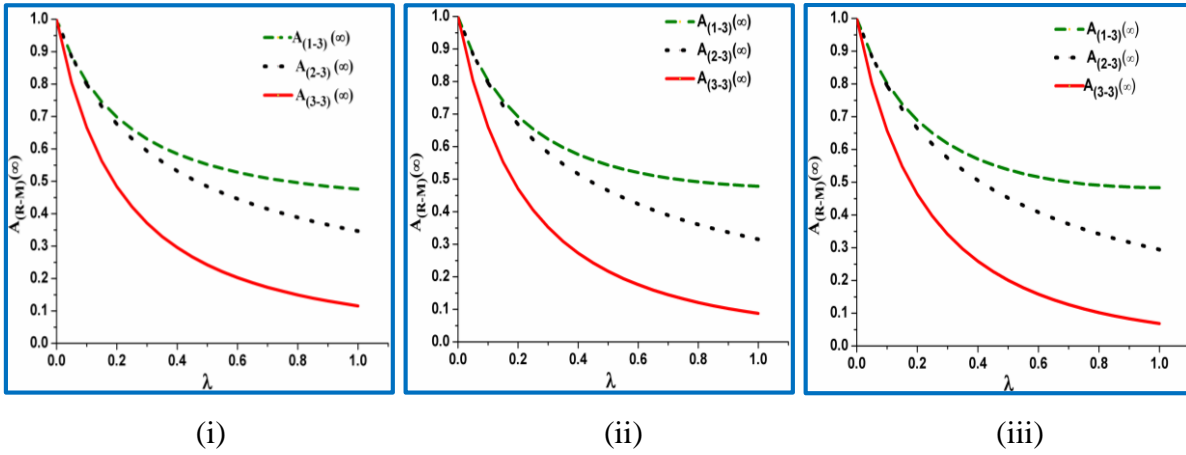 1.0
0.9
0.8
0.7
0.6
0.5
0.4
0.3
0.2
0.1
0.0
A(R-M)(∞)
A(1-3) (∞)
A(2-3) (∞)
A(3-3) (∞)
0.0 0.2 0.4 0.6 0.8 1.0
λ
(i)
1.0
0.9
0.8
0.7
0.6
0.5
0.4
0.3
0.2
0.1
0.0
A(R-M)(∞)
A(1-3)(∞)
A(2-3)(∞)
A(3-3)(∞)
0.0 0.2 0.4 0.6 0.8 1.0
λ
(ii)
1.0
0.9
0.8
0.7
0.6
0.5
0.4
0.3
0.2
0.1
0.0
A(R-M)(∞)
A(1-3)(∞)
A(2-3)(∞)
A(3-3)(∞)
0.0 0.2 0.4 0.6 0.8 1.0
λ
(iii)